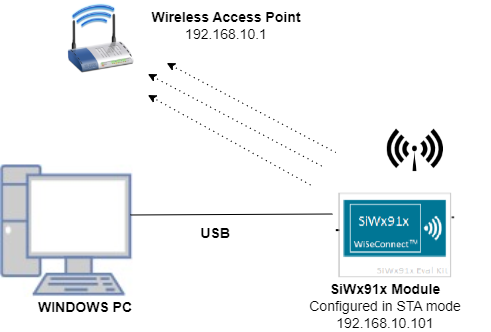 Wireless Access Point
192.168.10.1
SiWx91x
WiSeConnect™
USB
SiWx91x Eval Kit
WINDOWS PC
SiWx91x Module
Configured in STA mode
192.168.10.101